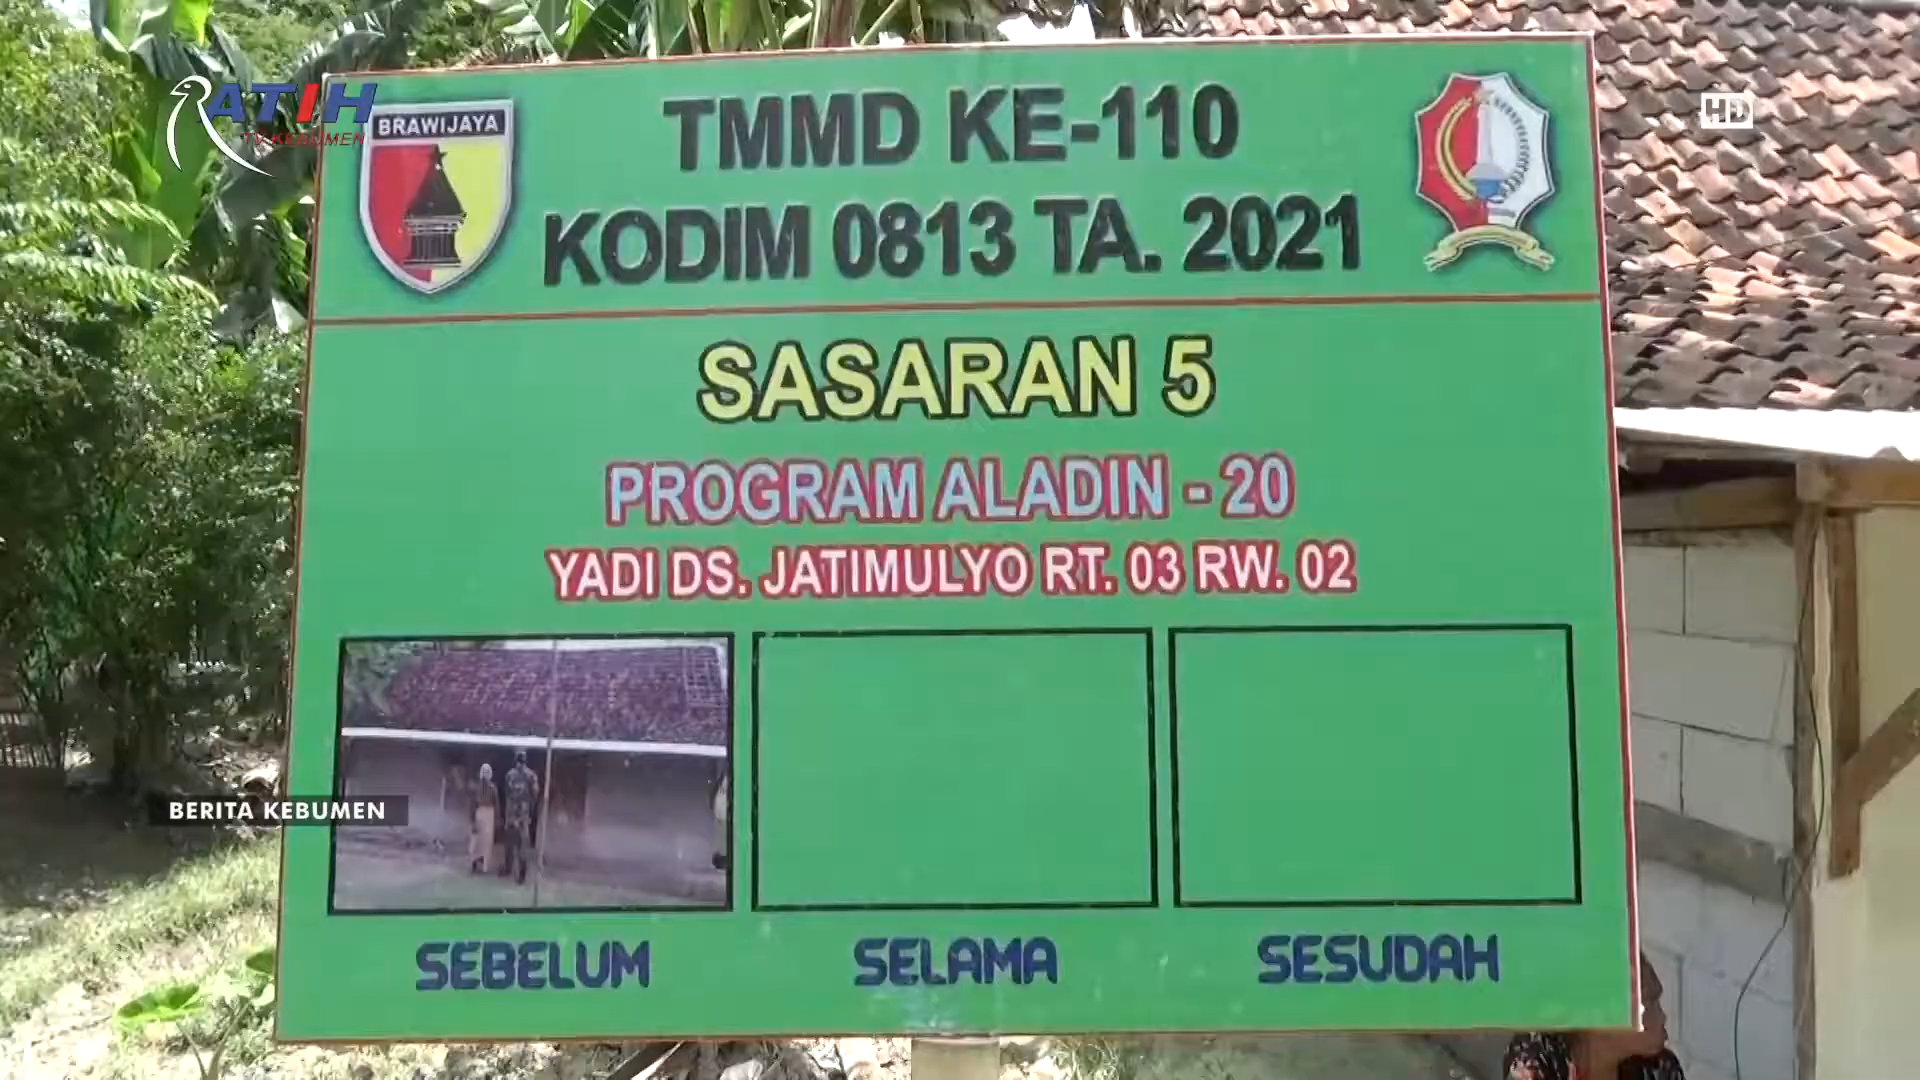 RATIH
TV KEBUMEN
HD
BRAWIJAYA
TMMD KE-110
KODIM 0813 TA. 2021
SASARAN 5
PROGRAM ALADIN - 20
YADI DS. JATIMULYO RT. 03 RW. 02
BERITA KEBUMEN
SEBELUM
SELAMA
SESUDAH